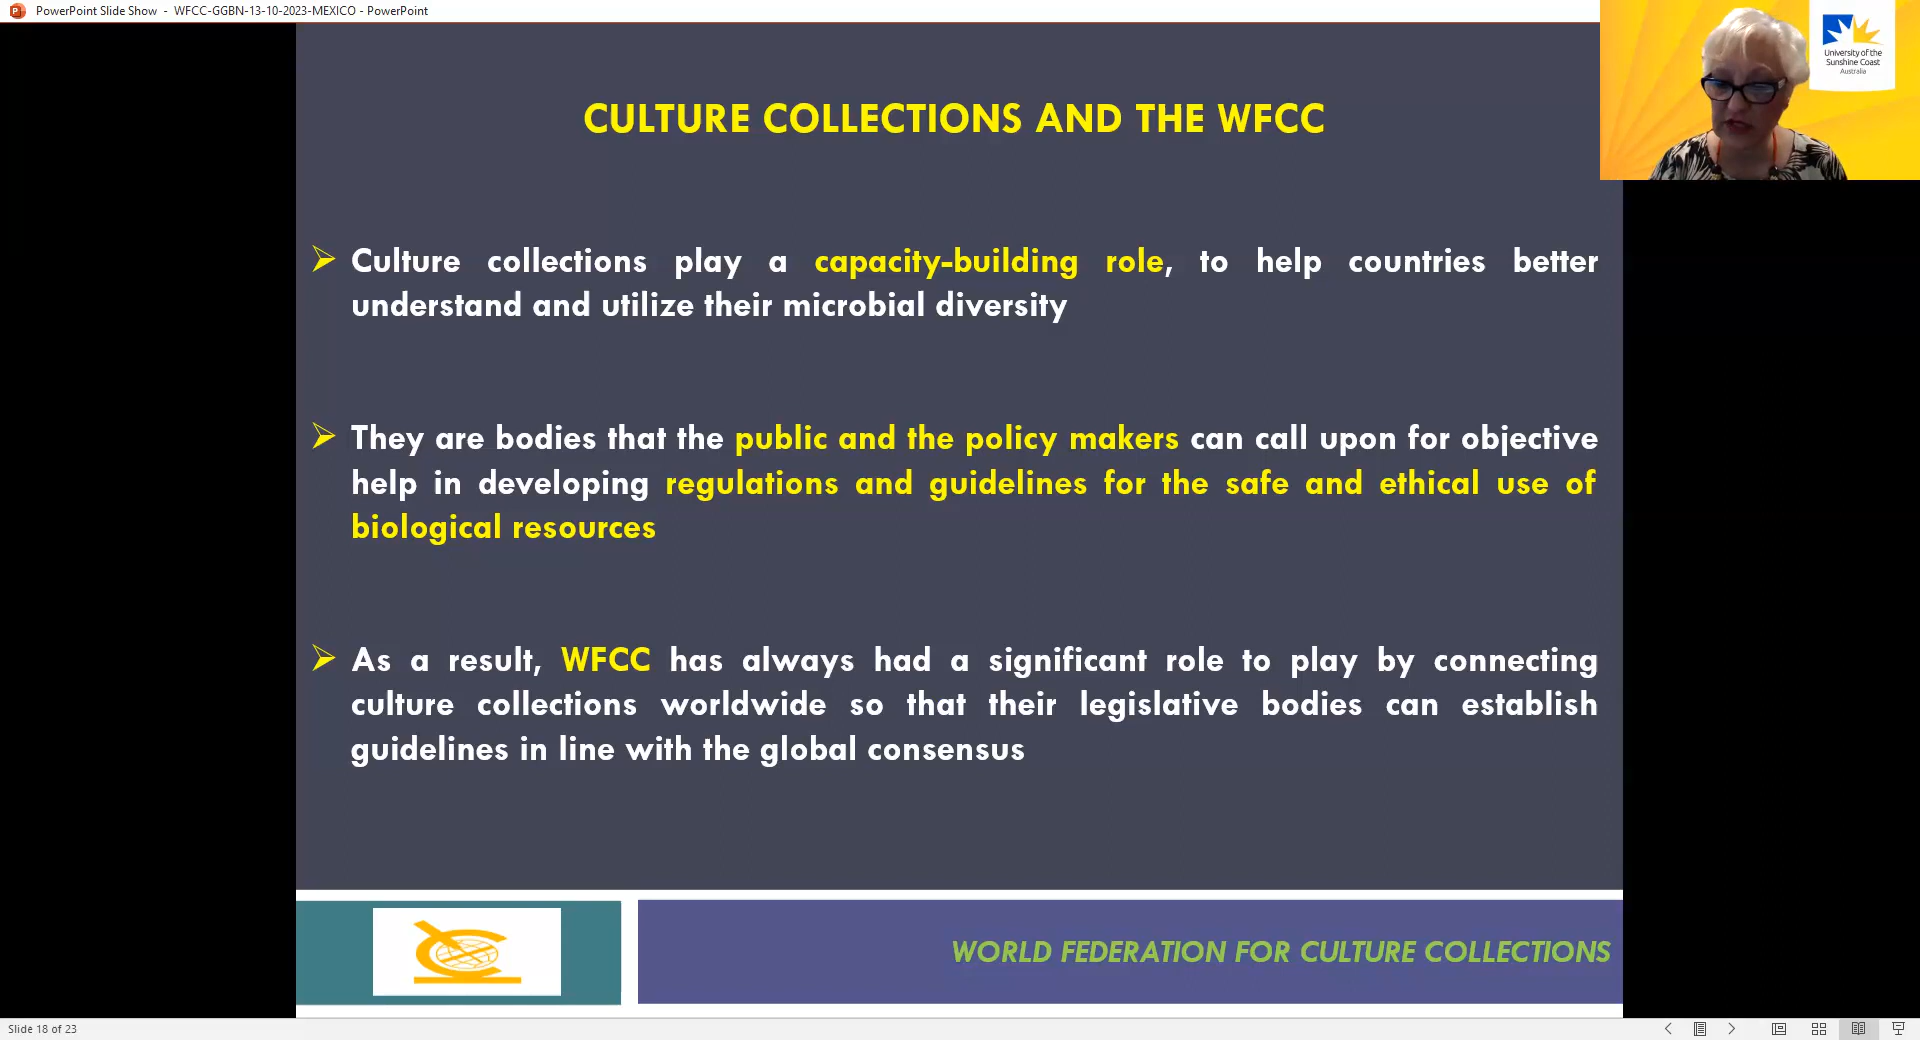 PowerPoint Slide Show - WFCC-GGBN-13-10-2023-MEXICO - PowerPoint
University of the
Sunshine Coast
Australia
CULTURE COLLECTIONS AND THE WFCC
Culture collections play a capacity-building role, to help countries better
understand and utilize their microbial diversity
They are bodies that the public and the policy makers can call upon for objective
help in developing regulations and guidelines for the safe and ethical use of
biological resources
As a result, WFCC has always had a significant role to play by connecting
culture collections worldwide so that their legislative bodies can establish
guidelines in line with the global consensus
WORLD FEDERATION FOR CULTURE COLLECTIONS
Slide 18 of 23